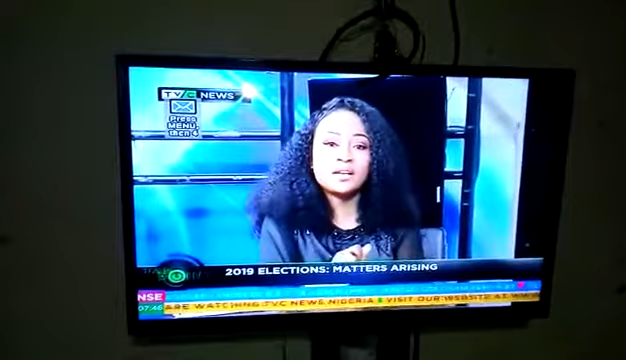 TVC NEWS
Press
MENU,
then 6
2019 ELECTIONS: MATTERS ARISING
NSE
07:46
ARE WATCHING TVC NEWS NIGERIA VISIT OUR WEBSITE AT